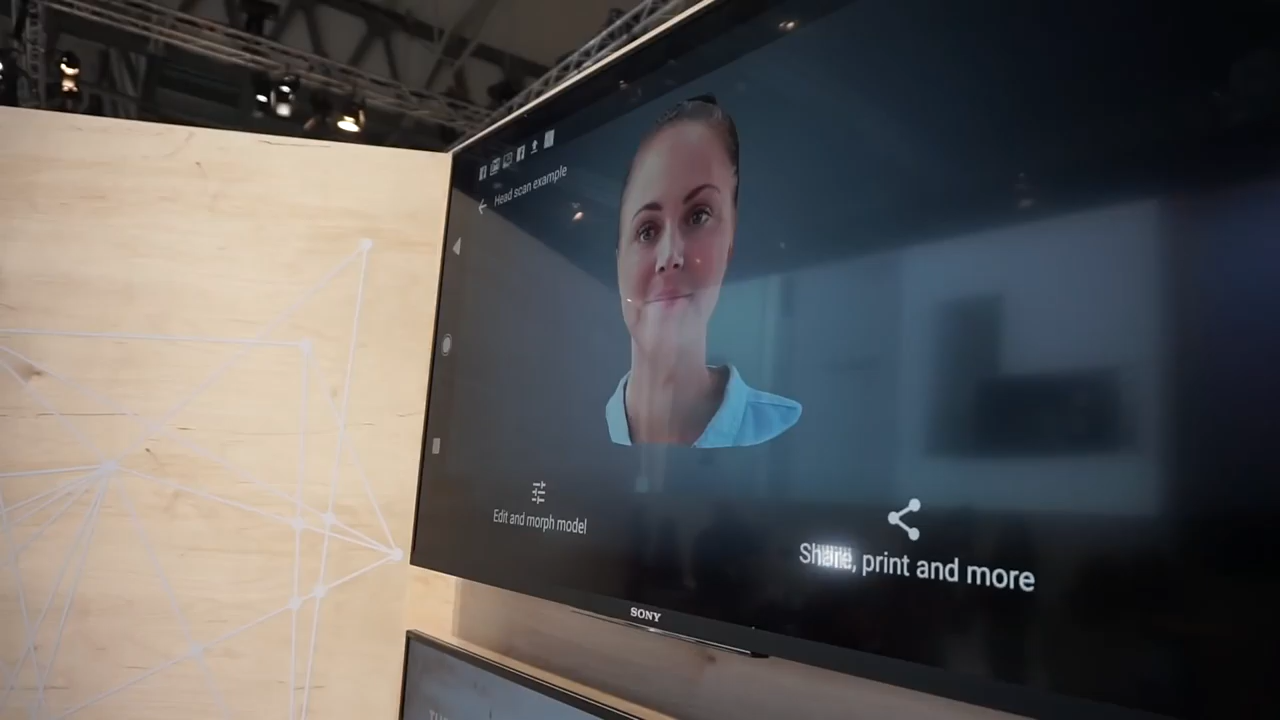 Head scan example
Edit and morph model
Share, print and more
SONY